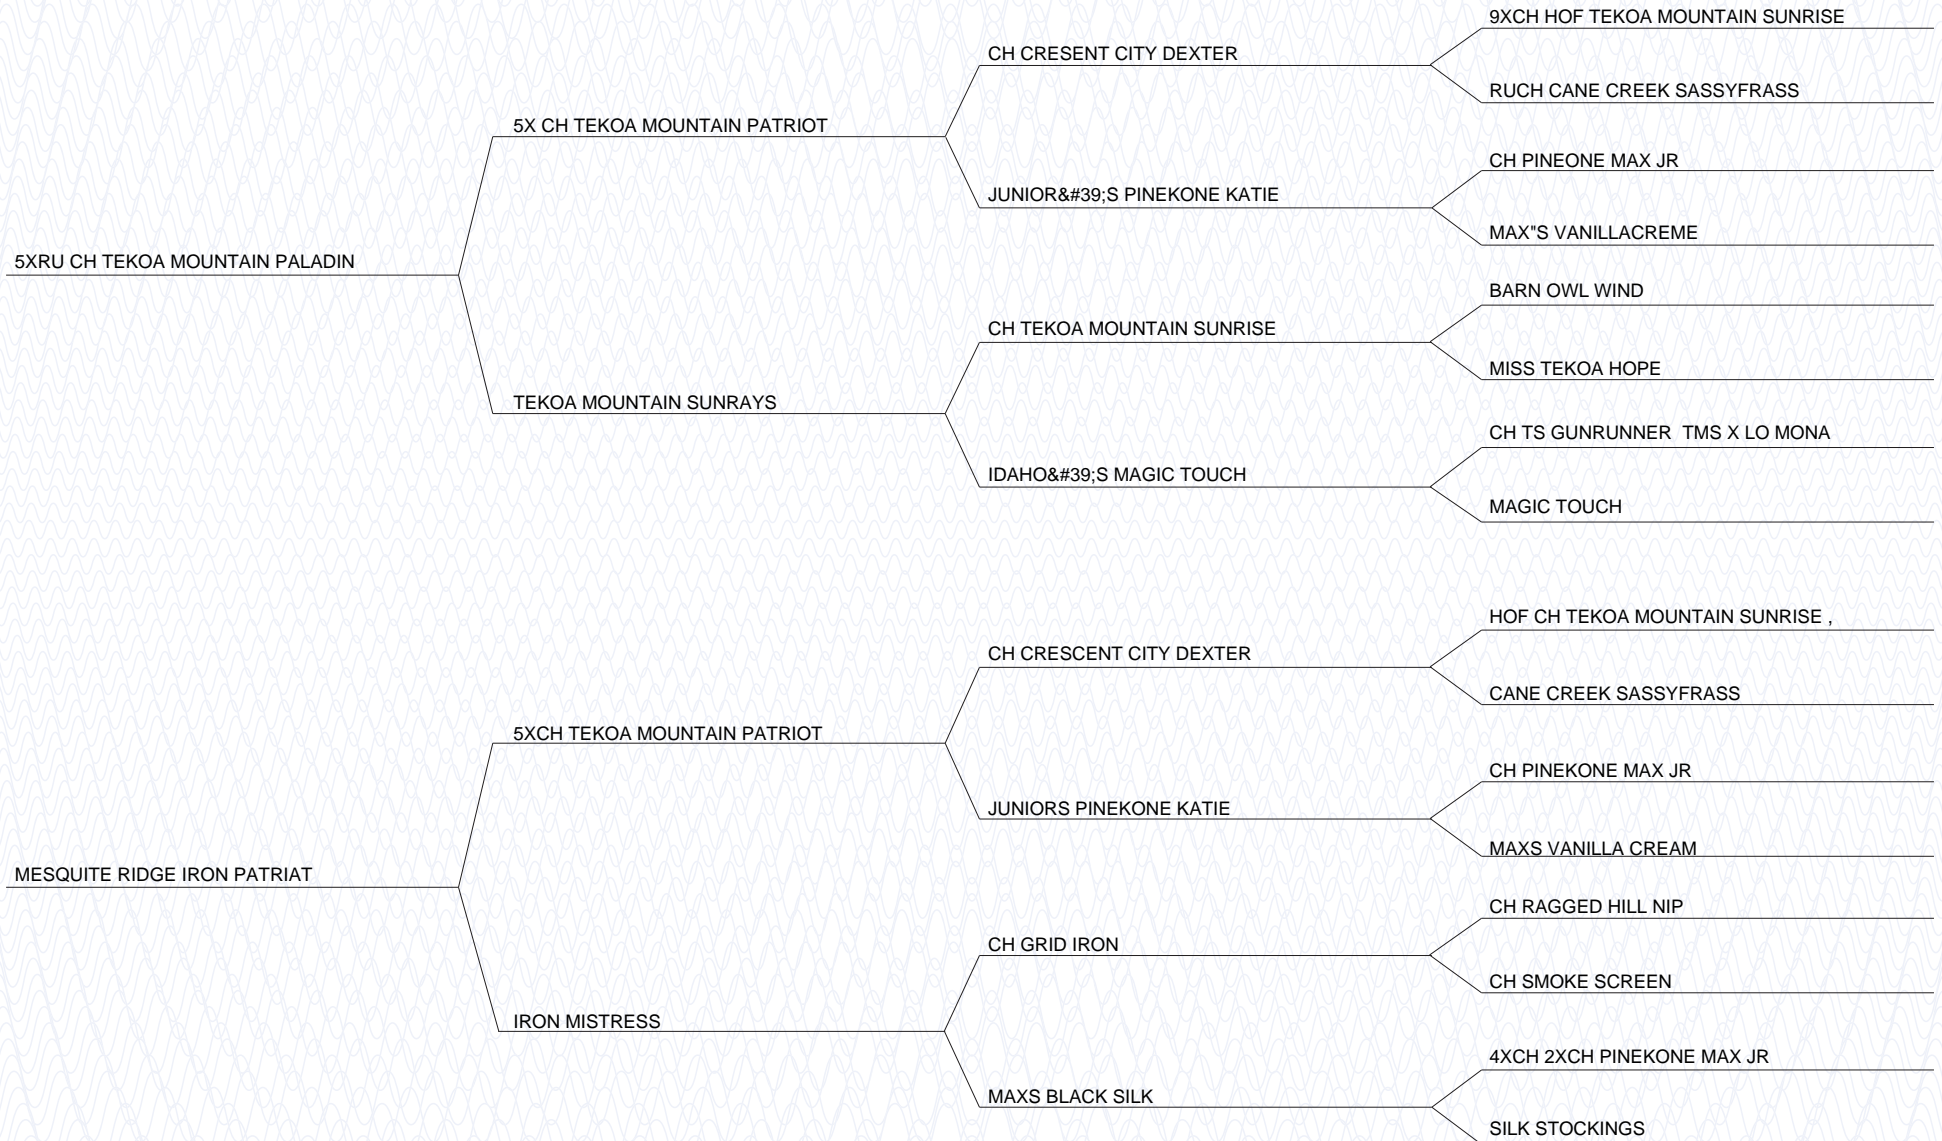 9XCH HOF TEKOA MOUNTAIN SUNRISE
CH CRESENT CITY DEXTER
RUCH CANE CREEK SASSYFRASS
5X CH TEKOA MOUNTAIN PATRIOT
CH PINEONE MAX JR
JUNIOR&#39;S PINEKONE KATIE
MAX"S VANILLACREME
5XRU CH TEKOA MOUNTAIN PALADIN
BARN OWL WIND
CH TEKOA MOUNTAIN SUNRISE
MISS TEKOA HOPE
TEKOA MOUNTAIN SUNRAYS
CH TS GUNRUNNER  TMS X LO MONA
IDAHO&#39;S MAGIC TOUCH
MAGIC TOUCH
HOF CH TEKOA MOUNTAIN SUNRISE ,
CH CRESCENT CITY DEXTER
CANE CREEK SASSYFRASS
5XCH TEKOA MOUNTAIN PATRIOT
CH PINEKONE MAX JR
JUNIORS PINEKONE KATIE
MAXS VANILLA CREAM
MESQUITE RIDGE IRON PATRIAT
CH RAGGED HILL NIP
CH GRID IRON
CH SMOKE SCREEN
IRON MISTRESS
4XCH 2XCH PINEKONE MAX JR
MAXS BLACK SILK
SILK STOCKINGS